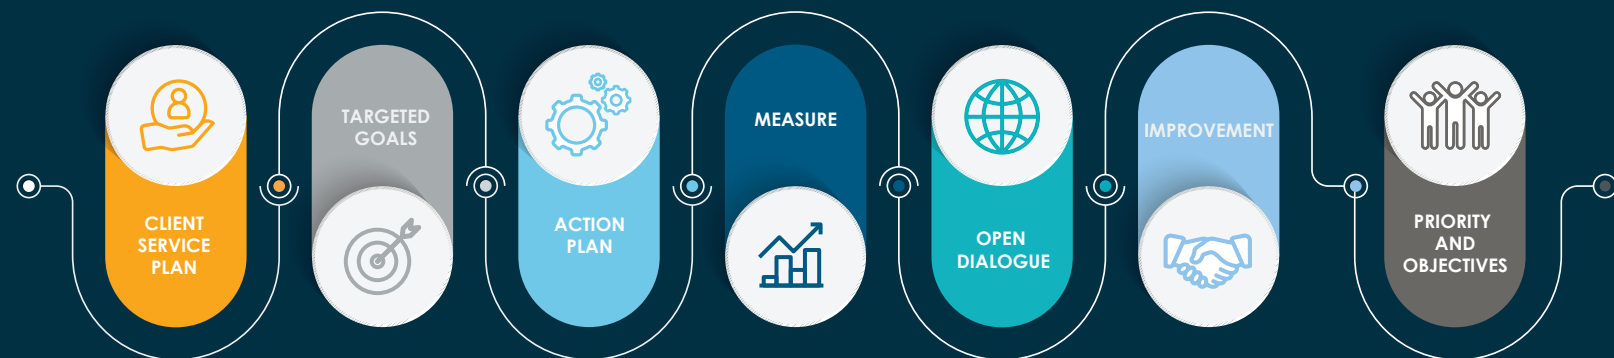 CLIENT
SERVICE
PLAN
TARGETED
GOALS
ACTION
PLAN
MEASURE
OPEN
DIALOGUE
IMPROVEMENT
PRIORITY
AND
OBJECTIVES